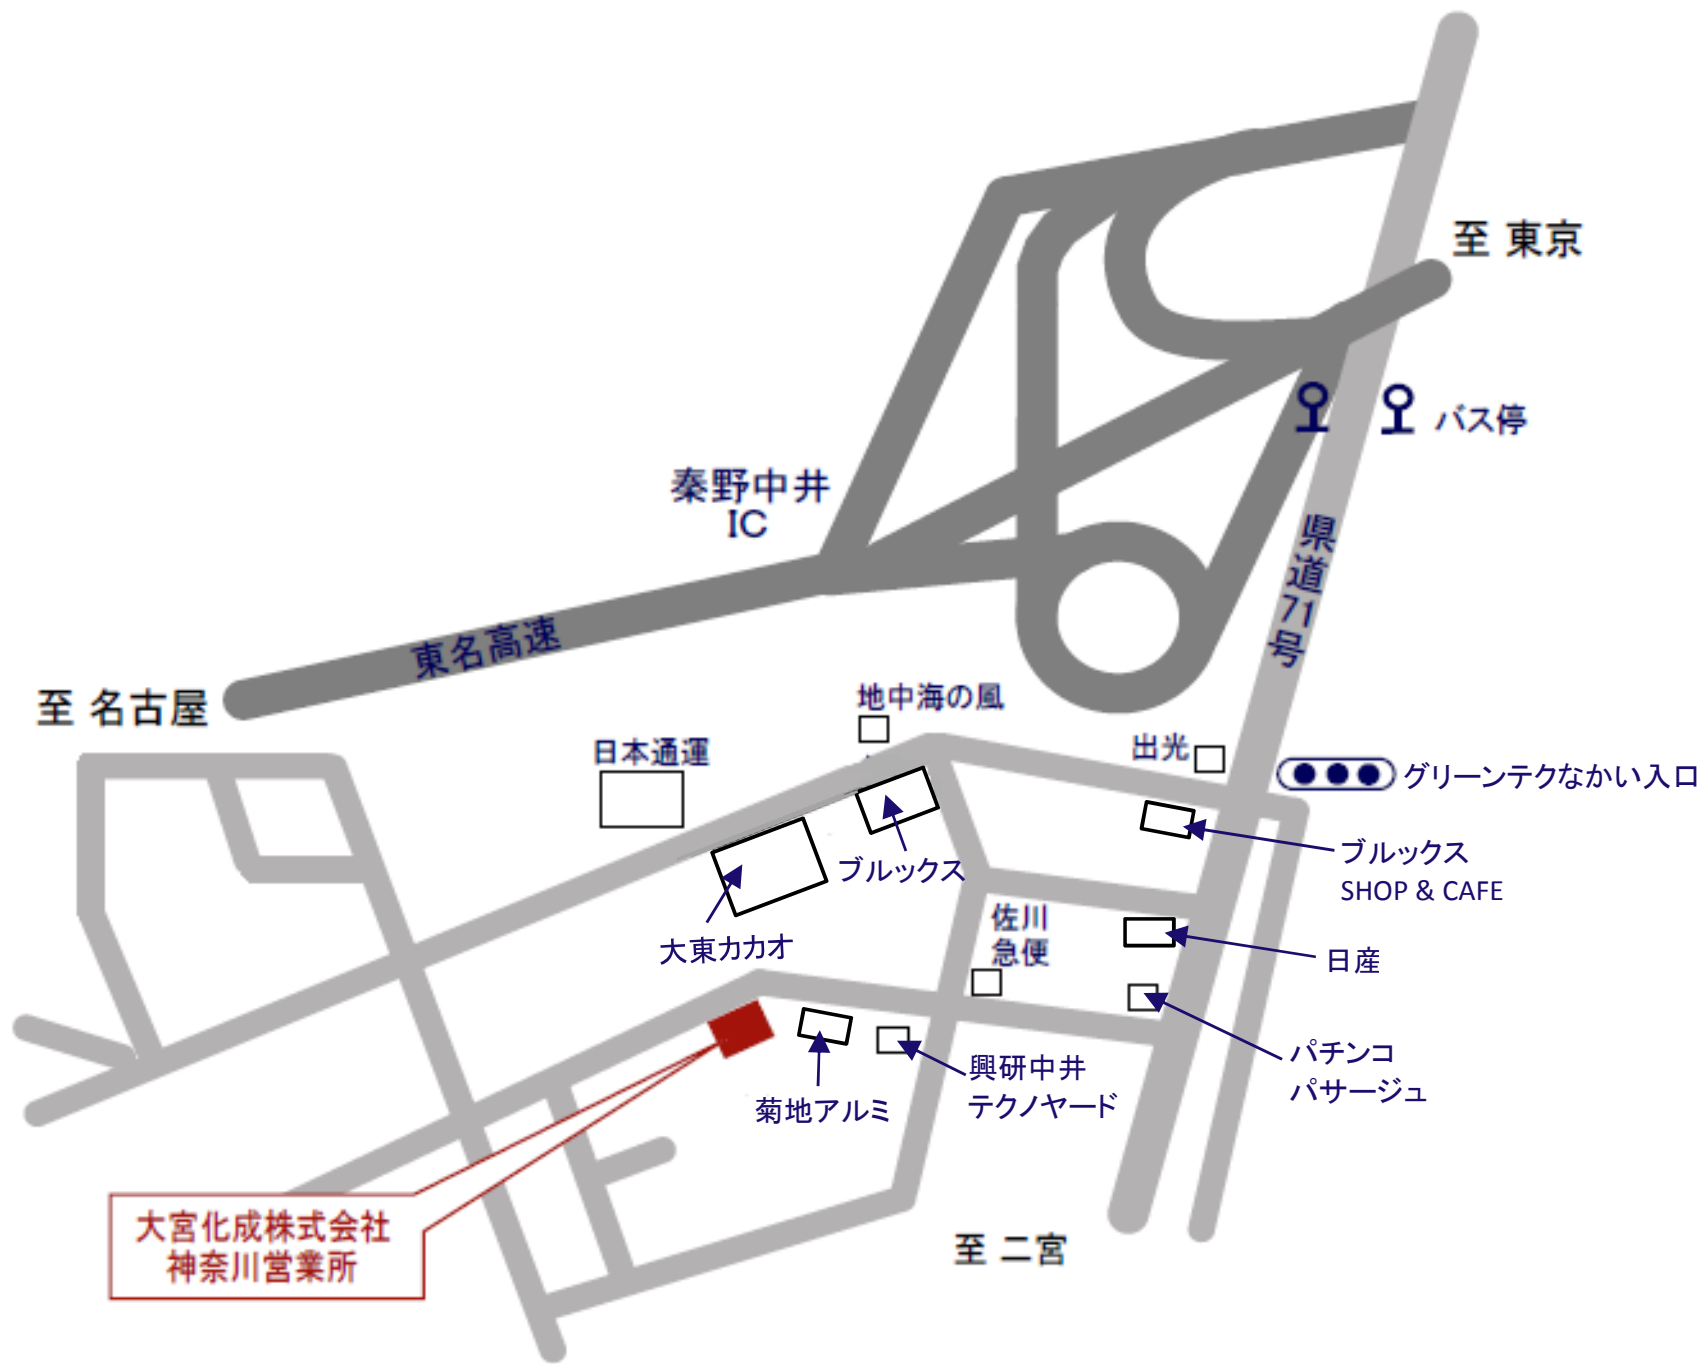 至 東京
バス停
秦野中井
IC
県道71号
東名高速
至 名古屋
地中海の風
日本通運
出光
グリーンテクなかい入口
ブルックス
SHOP & CAFE
ブルックス
大東カカオ
佐川
急便
日産
パチンコ
パサージュ
興研中井
テクノヤード
菊地アルミ
大宮化成株式会社
神奈川営業所
至 二宮